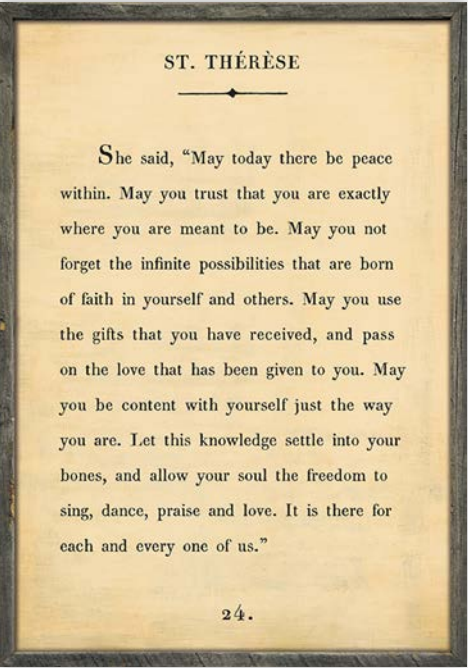 ST. THÉRÈSE
She said, “May today there be peace
within. May you trust that you are exactly
where you are meant to be. May you not
forget the infinite possibilities that are born
of faith in yourself and others. May you use
the gifts that you have received, and pass
on the love that has been given to you. May
you be content with yourself just the way
you are. Let this knowledge settle into your
bones, and allow your soul the freedom to
sing, dance, praise and love. It is there for
each and every one of us.”
24.